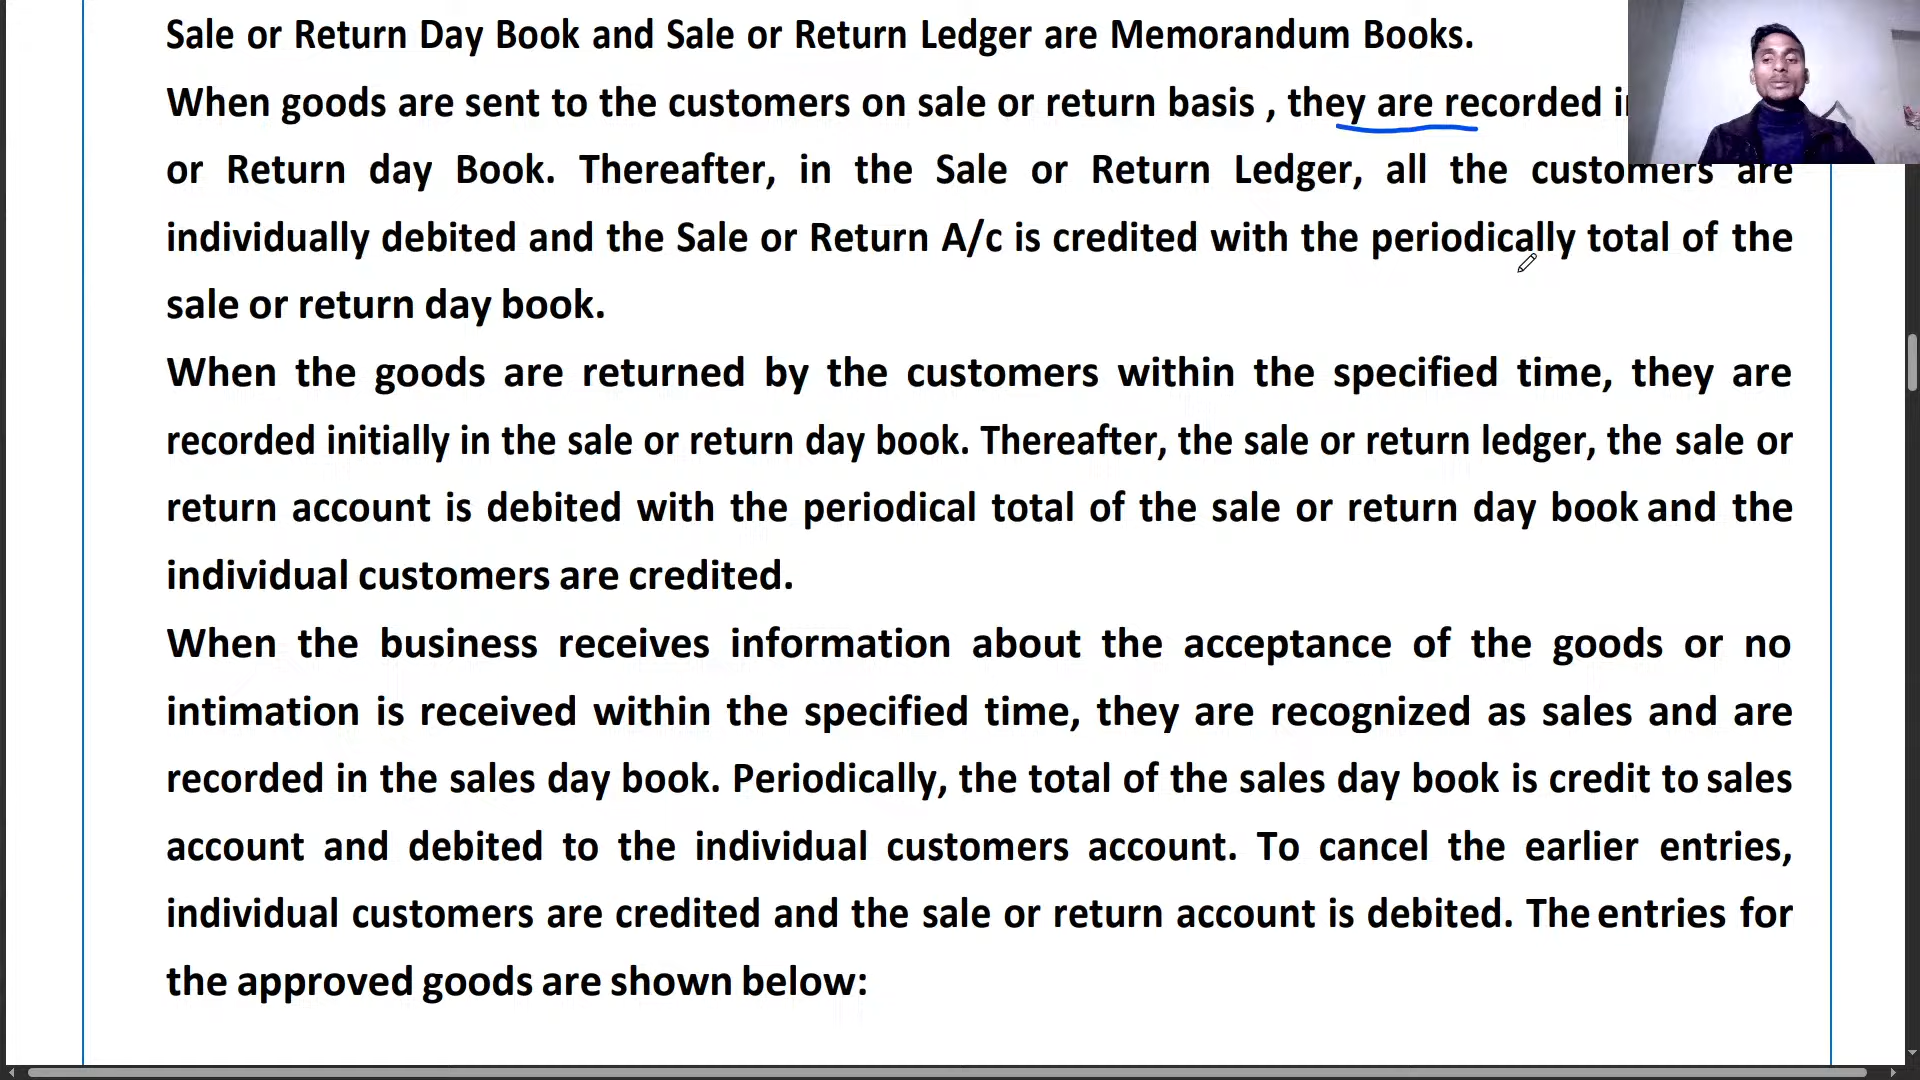 Sale or Return Day Book and Sale or Return Ledger are Memorandum Books.
When goods are sent to the customers on sale or return basis , they are recorded
or Return day Book. Thereafter, in the Sale or Return Ledger, all the customers are
individually debited and the Sale or Return A/c is credited with the periodically total of the
sale or return day book.
When the goods are returned by the customers within the specified time, they are
recorded initially in the sale or return day book. Thereafter, the sale or return ledger, the sale or
return account is debited with the periodical total of the sale or return day book and the
individual customers are credited.
When the business receives information about the acceptance of the goods or no
intimation is received within the specified time, they are recognized as sales and are
recorded in the sales day book. Periodically, the total of the sales day book is credit to sales
account and debited to the individual customers account. To cancel the earlier entries,
individual customers are credited and the sale or return account is debited. The entries for
the approved goods are shown below: